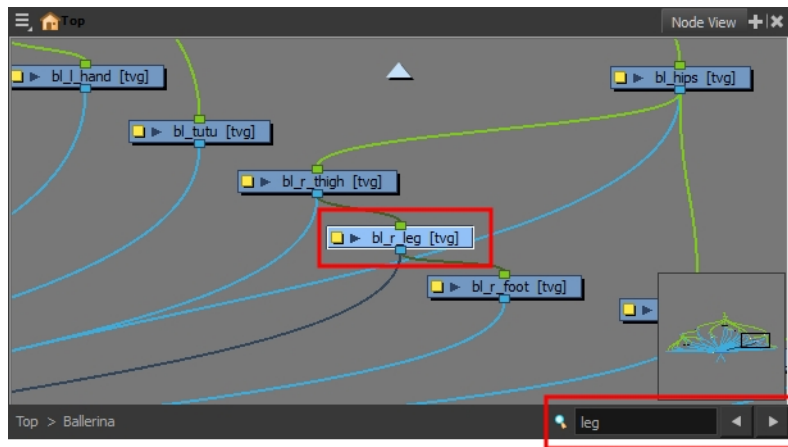 Top
Node View
bl_l_hand [tvg]
bl_hips [tvg]
bl_tutu [tvg]
bl_r_thigh [tvg]
bl_r_leg [tvg]
bl_r_foot [tvg]
Top > Ballerina
leg